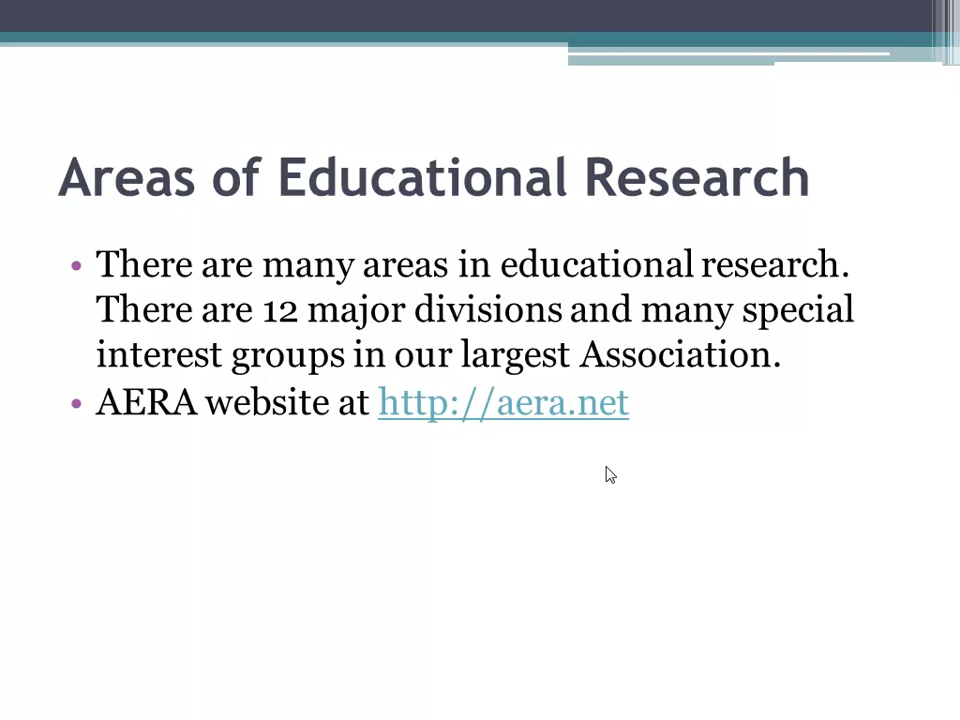 Areas of Educational Research
• There are many areas in educational research.
There are 12 major divisions and many special
interest groups in our largest Association.
• AERA website at http://aera.net